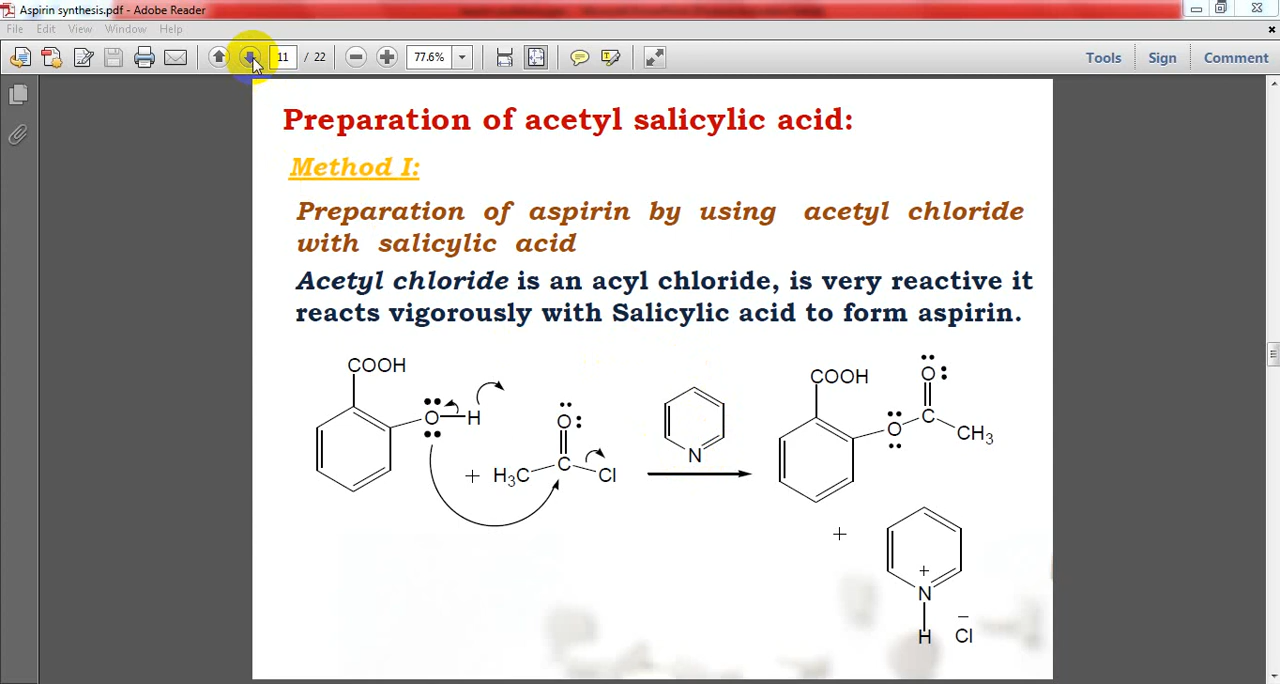 Aspirin synthesis.pdf - Adobe Reader
File Edit View Window Help
11 / 22 77.6% Tools Sign Comment
Preparation of acetyl salicylic acid:
Method I:
Preparation of aspirin by using acetyl chloride
with salicylic acid
Acetyl chloride is an acyl chloride, is very reactive it
reacts vigorously with Salicylic acid to form aspirin.
COOH
O H
+ H3C C O Cl
N
COOH
O C O CH3
+
N +
H Cl −